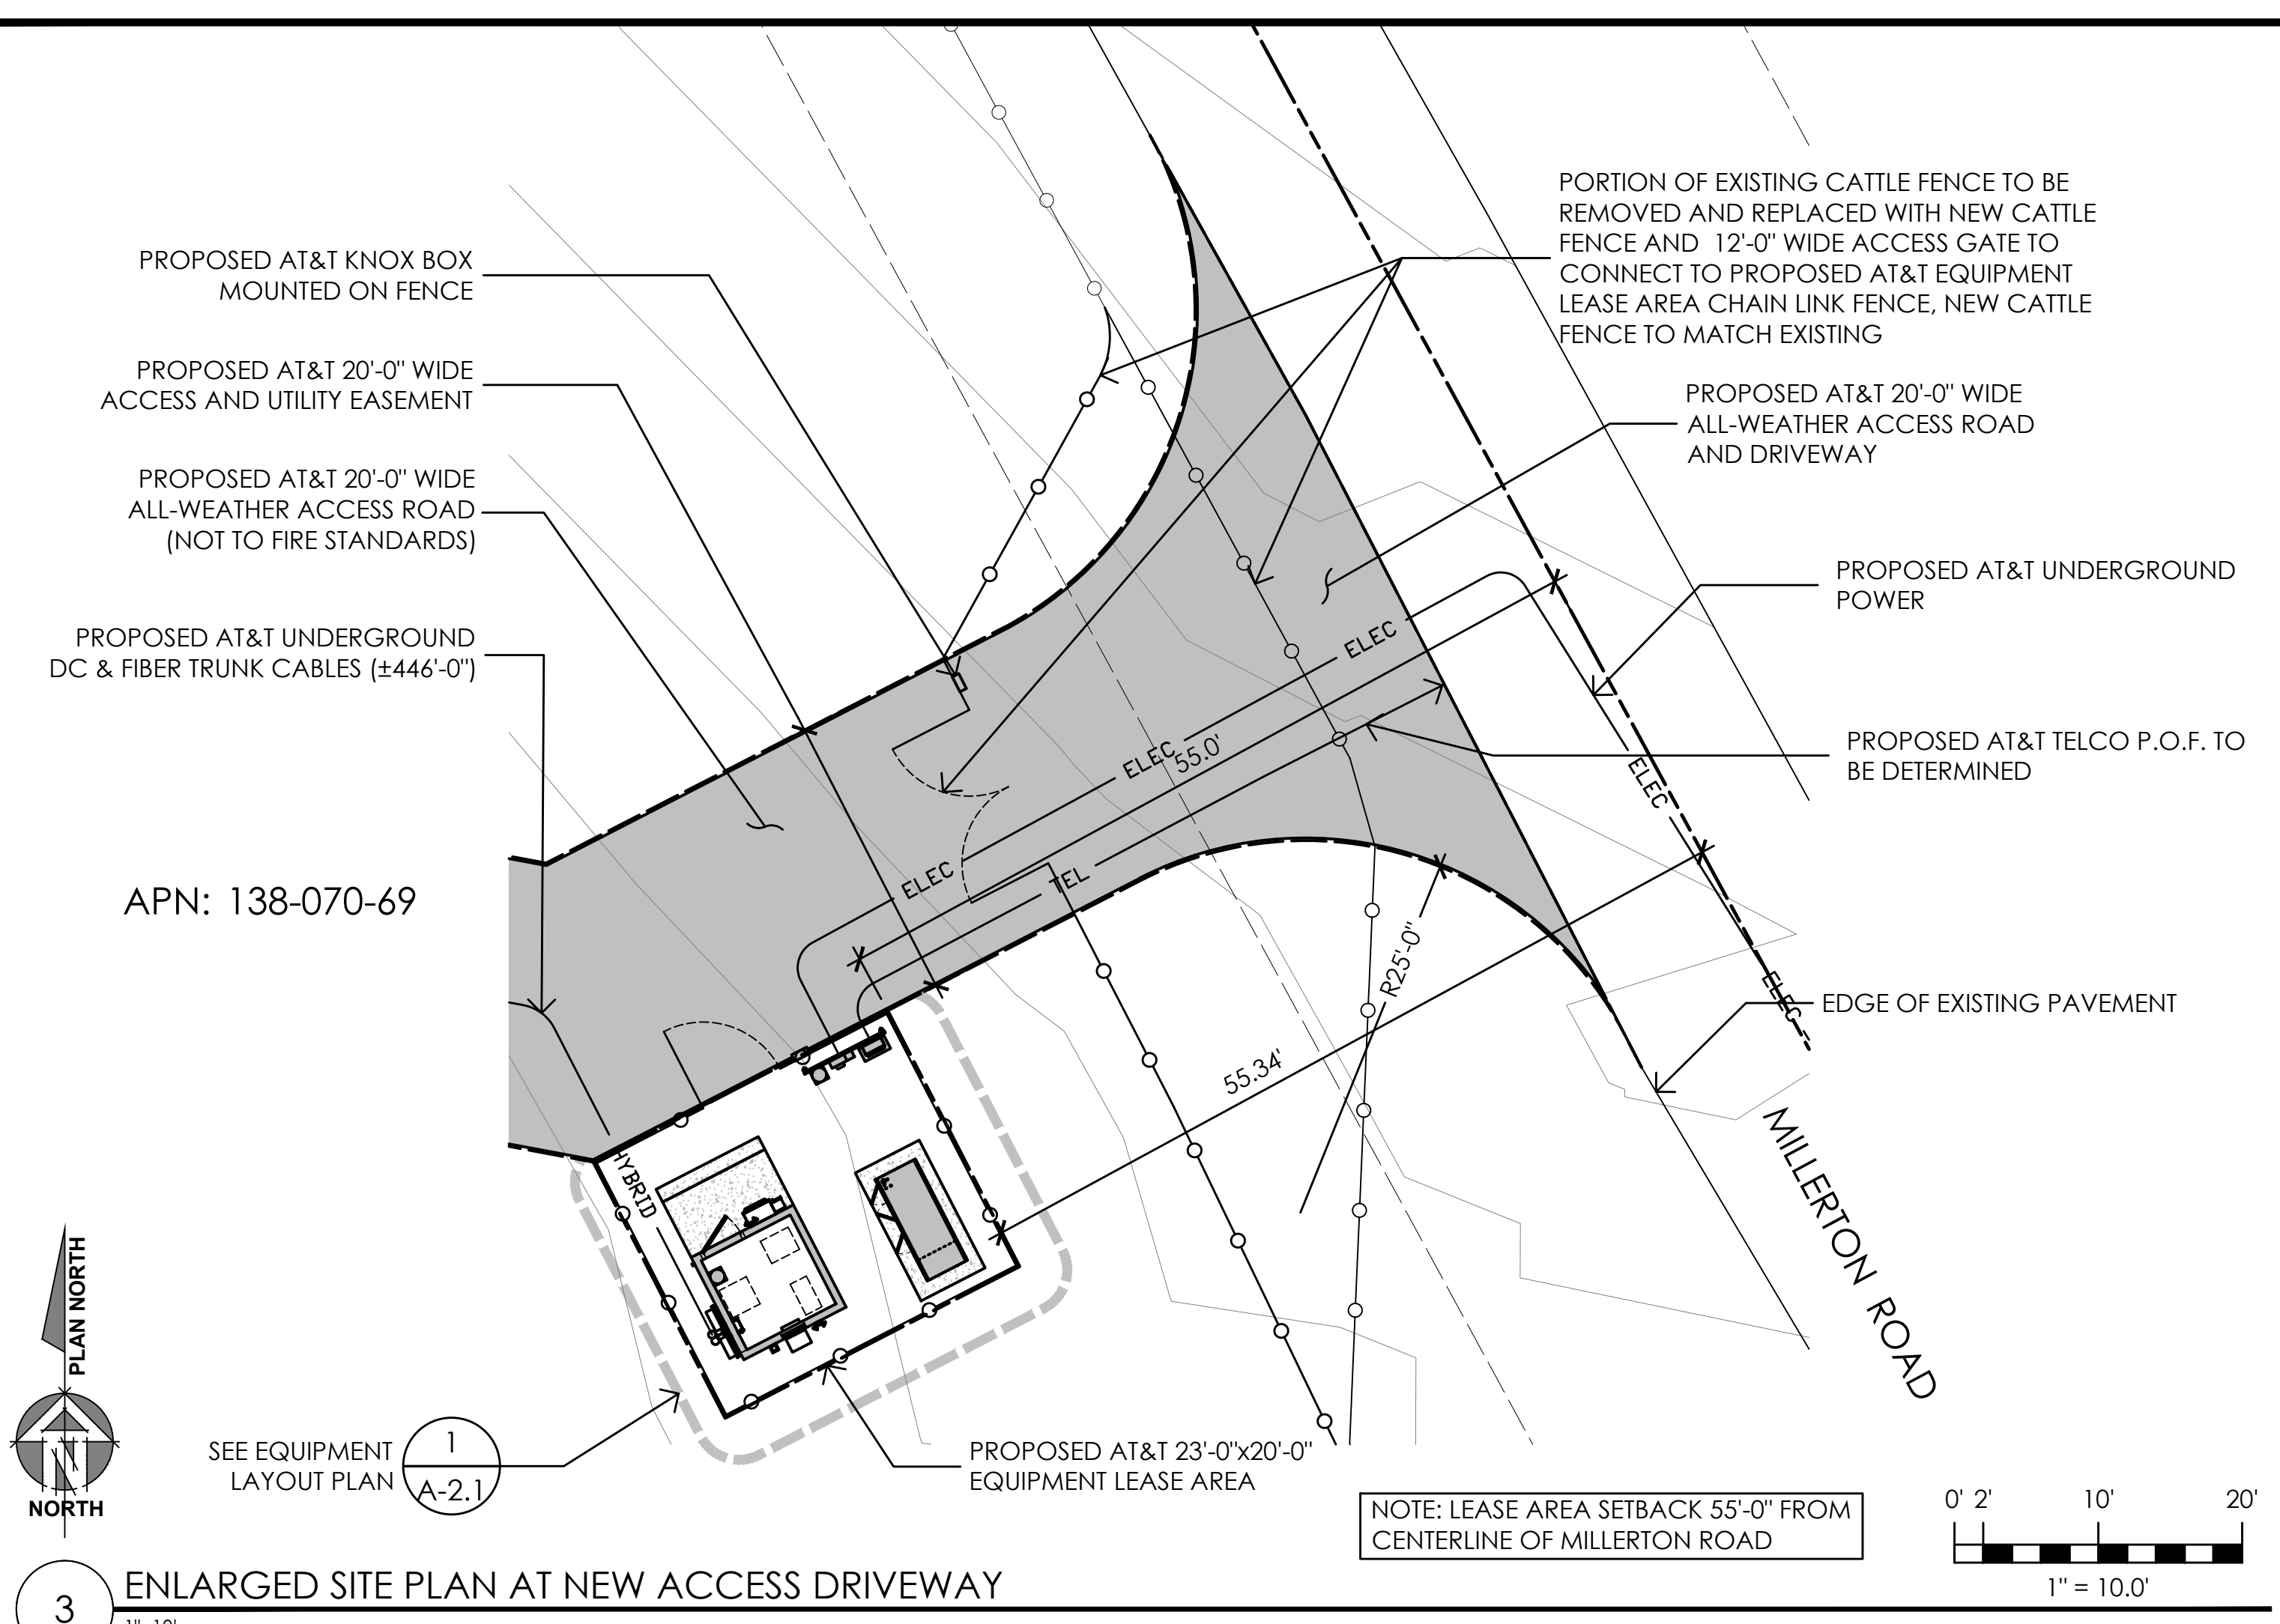 PROPOSED AT&T KNOX BOX
MOUNTED ON FENCE
PROPOSED AT&T 20'-0" WIDE
ACCESS AND UTILITY EASEMENT
PROPOSED AT&T 20'-0" WIDE
ALL-WEATHER ACCESS ROAD
(NOT TO FIRE STANDARDS)
PROPOSED AT&T UNDERGROUND
DC & FIBER TRUNK CABLES (±446'-0")
APN: 138-070-69
PORTION OF EXISTING CATTLE FENCE TO BE
REMOVED AND REPLACED WITH NEW CATTLE
FENCE AND 12'-0" WIDE ACCESS GATE TO
CONNECT TO PROPOSED AT&T EQUIPMENT
LEASE AREA CHAIN LINK FENCE, NEW CATTLE
FENCE TO MATCH EXISTING
PROPOSED AT&T 20'-0" WIDE
ALL-WEATHER ACCESS ROAD
AND DRIVEWAY
PROPOSED AT&T UNDERGROUND
POWER
PROPOSED AT&T TELCO P.O.F. TO
BE DETERMINED
EDGE OF EXISTING PAVEMENT
ELEC
ELEC
55.0'
ELEC
TEL
ELEC
ELEC
R25'-0"
55.34'
HYBRID
MILLERTON ROAD
PLAN NORTH
NORTH
SEE EQUIPMENT
LAYOUT PLAN
1
A-2.1
PROPOSED AT&T 23'-0"x20'-0"
EQUIPMENT LEASE AREA
NOTE: LEASE AREA SETBACK 55'-0" FROM
CENTERLINE OF MILLERTON ROAD
0' 2' 10' 20'
1" = 10.0'
3
ENLARGED SITE PLAN AT NEW ACCESS DRIVEWAY